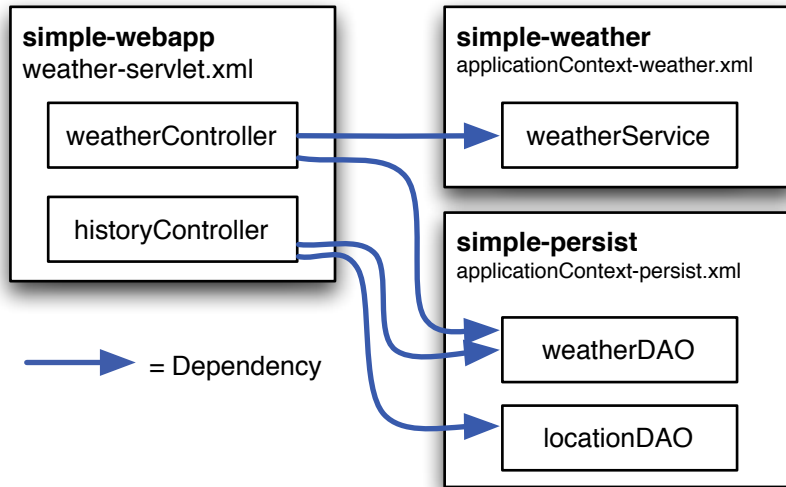 simple-webapp
weather-servlet.xml
weatherController
historyController
= Dependency
simple-weather
applicationContext-weather.xml
weatherService
simple-persist
applicationContext-persist.xml
weatherDAO
locationDAO